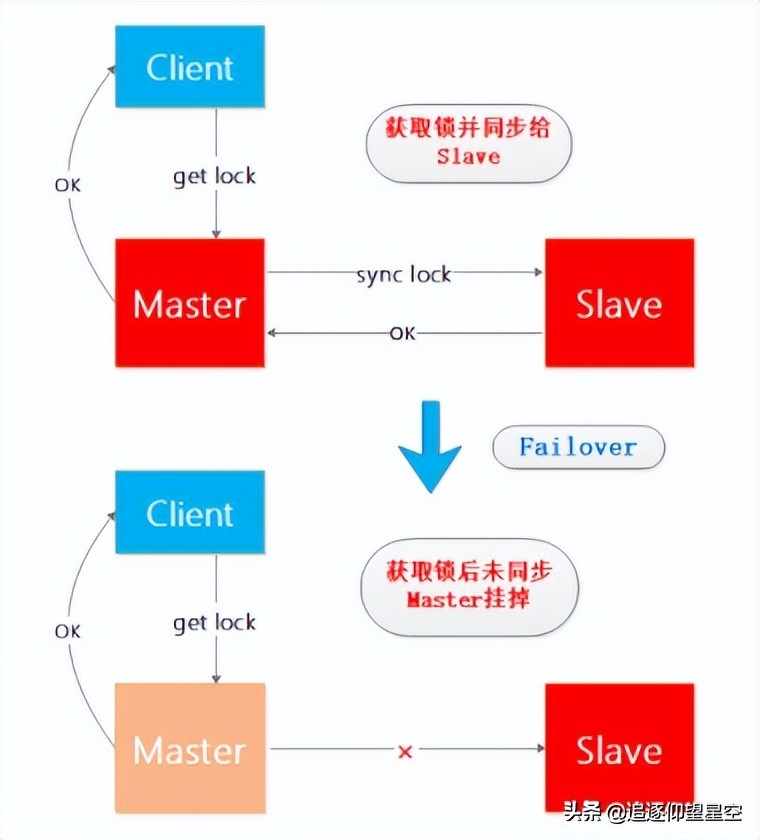 Client
获取锁并同步给
Slave
OK
get lock
Master
sync lock
Slave
OK
Failover
Client
获取锁后未同步
Master挂掉
OK
get lock
Master
×
Slave
头条 @追逐仰望星空